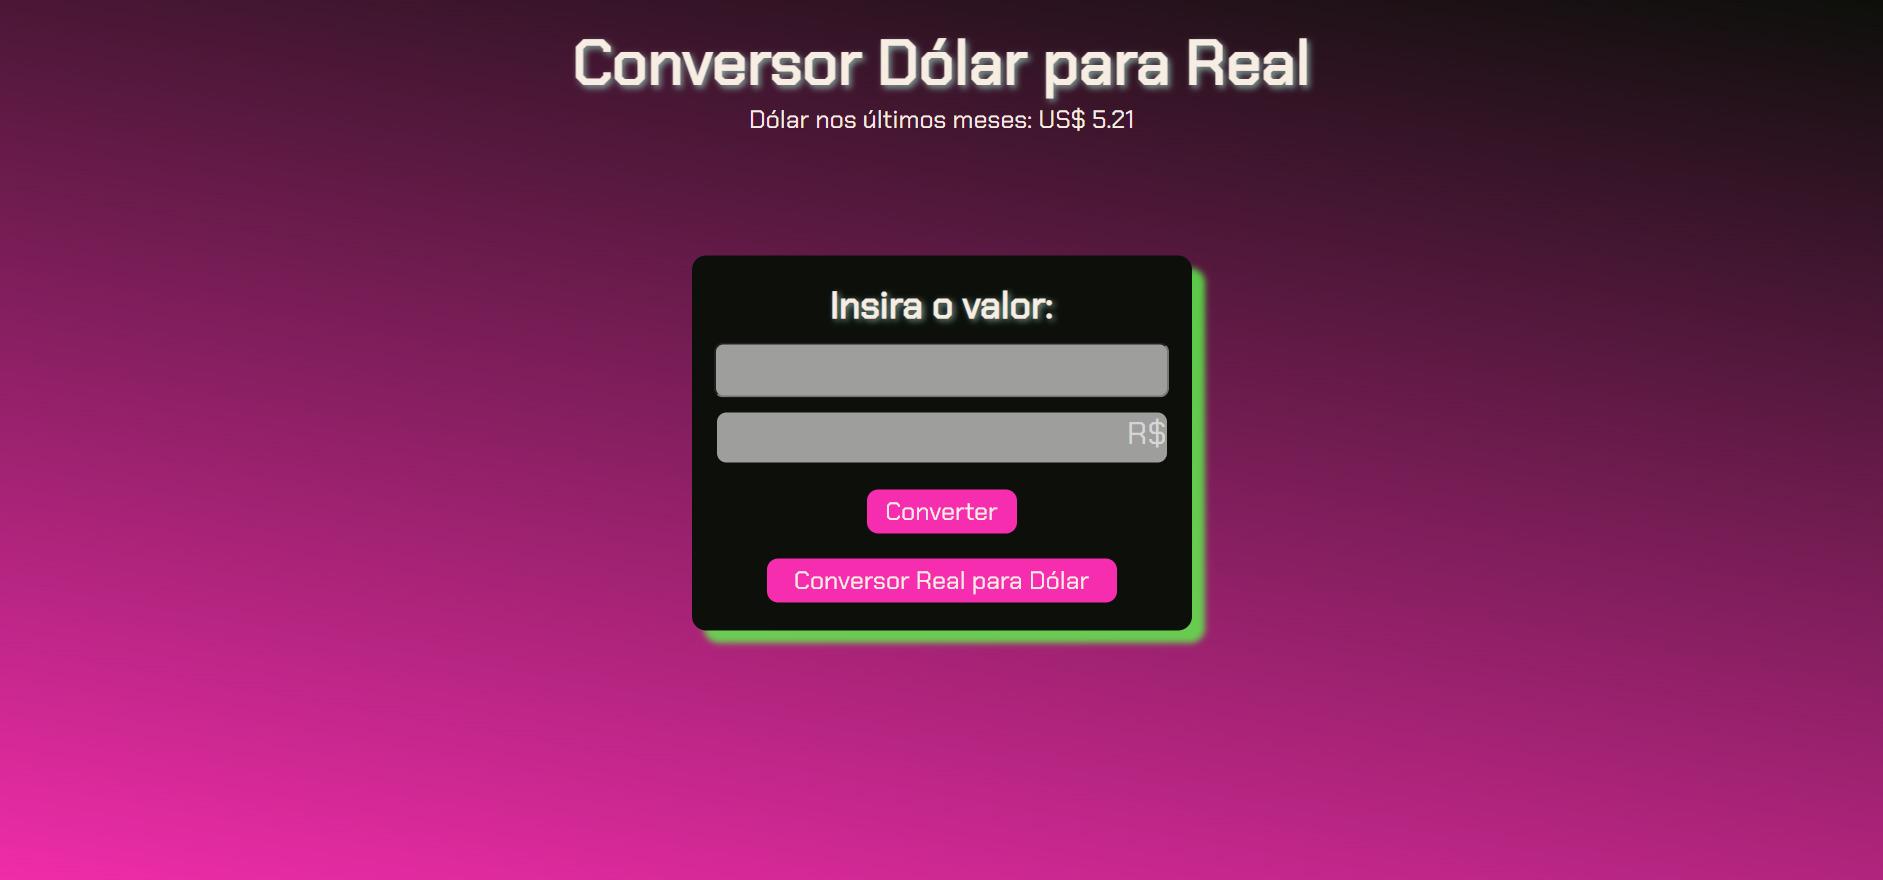 Conversor Dólar para Real
Dólar nos últimos meses: US$ 5.21
Insira o valor:
R$
Converter
Conversor Real para Dólar